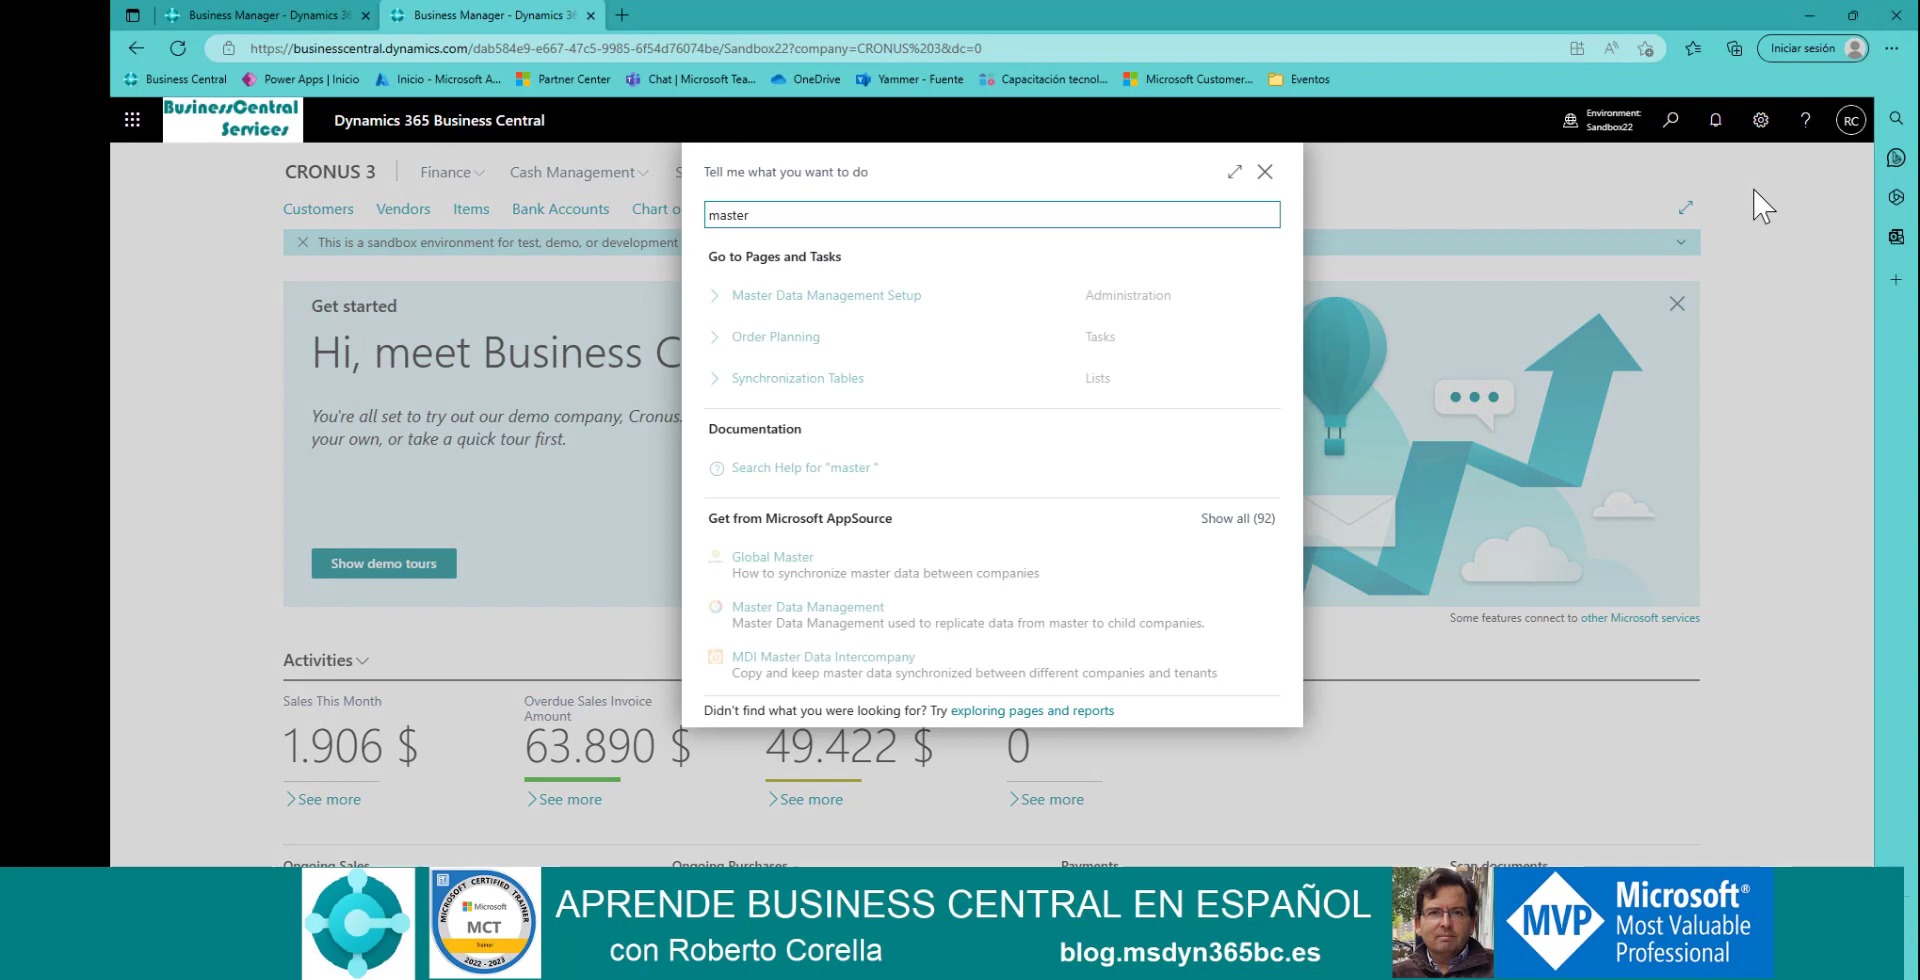 Business Manager - Dynamics 36
Business Manager - Dynamics 36
https://businesscentral.dynamics.com/dab584e9-e667-47c5-9985-6f54d76074be/Sandbox22?company=CRONUS%203&dc=0
Iniciar sesión
Business Central
Power Apps | Inicio
Inicio - Microsoft A...
Partner Center
Chat | Microsoft Tea...
OneDrive
Yammer - Fuente
Capacitación tecnol...
Microsoft Customer...
Eventos
BusinessCentral
Services
Dynamics 365 Business Central
Environment:
Sandbox22
RC
CRONUS 3
Finance
Cash Management
S
Customers
Vendors
Items
Bank Accounts
Chart o
This is a sandbox environment for test, demo, or development
Get started
Hi, meet Business C
You're all set to try out our demo company, Cronus.
your own, or take a quick tour first.
Show demo tours
Some features connect to other Microsoft services
Tell me what you want to do
master
Go to Pages and Tasks
Master Data Management Setup
Administration
Order Planning
Tasks
Synchronization Tables
Lists
Documentation
Search Help for "master "
Get from Microsoft AppSource
Show all (92)
Global Master
How to synchronize master data between companies
Master Data Management
Master Data Management used to replicate data from master to child companies.
MDI Master Data Intercompany
Copy and keep master data synchronized between different companies and tenants
Didn't find what you were looking for? Try exploring pages and reports
Activities
Sales This Month
1.906 $
See more
Overdue Sales Invoice
Amount
63.890 $
See more
49.422 $
See more
0
See more
Ongoing Sales
Ongoing Purchases
Payments
Scan documents
MICROSOFT CERTIFIED TRAINER
Microsoft
MCT
Trainer
2022 - 2023
APRENDE BUSINESS CENTRAL EN ESPAÑOL
con Roberto Corella
blog.msdyn365bc.es
MVP
Microsoft®
Most Valuable
Professional